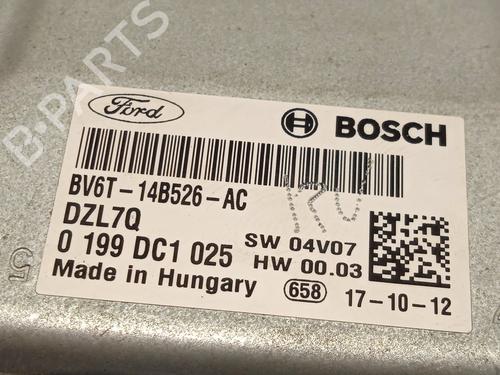 B-PARTS
Ford
BOSCH
BV6T-14B526-AC
DZL7Q
0 199 DC1 025
SW 04V07
HW 00.03
Made in Hungary
658
17-10-12